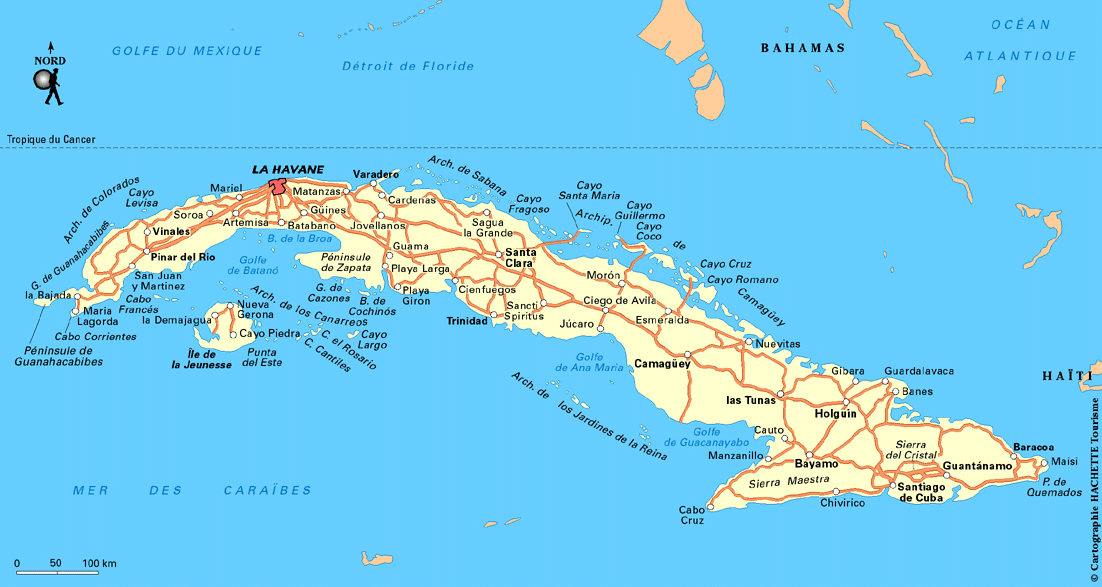 OCÉAN
ATLANTIQUE
BAHAMAS
GOLFE DU MEXIQUE
Détroit de Floride
NORD
Tropique du Cancer
LA HAVANE
Varadero
Arch. de Sabana
Arch. de Colorados
Cayo
Levisa
Mariel
Matanzas
Cardenas
Cayo
Fragoso
Cayo
Santa Maria
Cayo
Guillermo
Cayo
Coco
Archip.
de
Camagüey
Soroa
Artemisa
Güines
Batabano
Jovellanos
Sagua
la Grande
Vinales
B. de la Broa
Guama
Santa
Clara
Cayo Cruz
Cayo Romano
G. de Guanahacabibes
Pinar del Rio
Golfe
de Batanó
Péninsule
de Zapata
Playa Larga
Morón
San Juan
y Martinez
G. de
Cazones
B. de
Cochinós
Playa
Giron
Cienfuegos
Ciego de Avila
la Bajada
Cabo
Francés
Arch. de los Canarreos
Nueva
Gerona
Sancti
Spiritus
Esmeralda
Maria
Lagorda
la Demajagua
Trinidad
Júcaro
Cabo Corrientes
Cayo Piedra
C. el Rosario
C. Cantiles
Cayo
Largo
Nuevitas
Péninsule de
Guanahacabibes
Île de
la Jeunesse
Punta
del Este
Golfe
de Ana Maria
Camagüey
Gibara
Guardalavaca
HAÏTI
Arch. de los Jardines de la Reina
las Tunas
Banes
Holguin
Golfe
de Guacanayabo
Cauto
Manzanillo
Bayamo
Sierra
del Cristal
Baracoa
Guantánamo
Maisi
Sierra Maestra
Santiago
de Cuba
P. de
Quemados
MER DES CARAÏBES
Cabo
Cruz
Chivirico
0 50 100 km
© Cartographie HACHETTE Tourisme